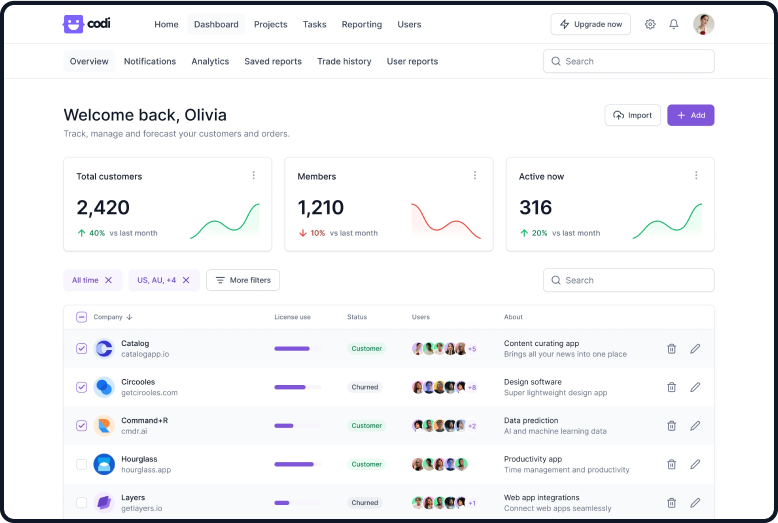 codi
Home Dashboard Projects Tasks Reporting Users Upgrade now
Overview Notifications Analytics Saved reports Trade history User reports Search
Welcome back, Olivia
Track, manage and forecast your customers and orders.
Import Add
Total customers
2,420
40% vs last month
Members
1,210
10% vs last month
Active now
316
20% vs last month
All time US, AU, +4 More filters Search
Company License use Status Users About
Catalog
catalogapp.io
Customer
+5
Content curating app
Brings all your news into one place
Circooles
getcirooles.com
Churned
+8
Design software
Super lightweight design app
Command+R
cmdr.ai
Customer
+2
Data prediction
AI and machine learning data
Hourglass
hourglass.app
Customer
Productivity app
Time management and productivity
Layers
getlayers.io
Churned
+1
Web app integrations
Connect web apps seamlessly